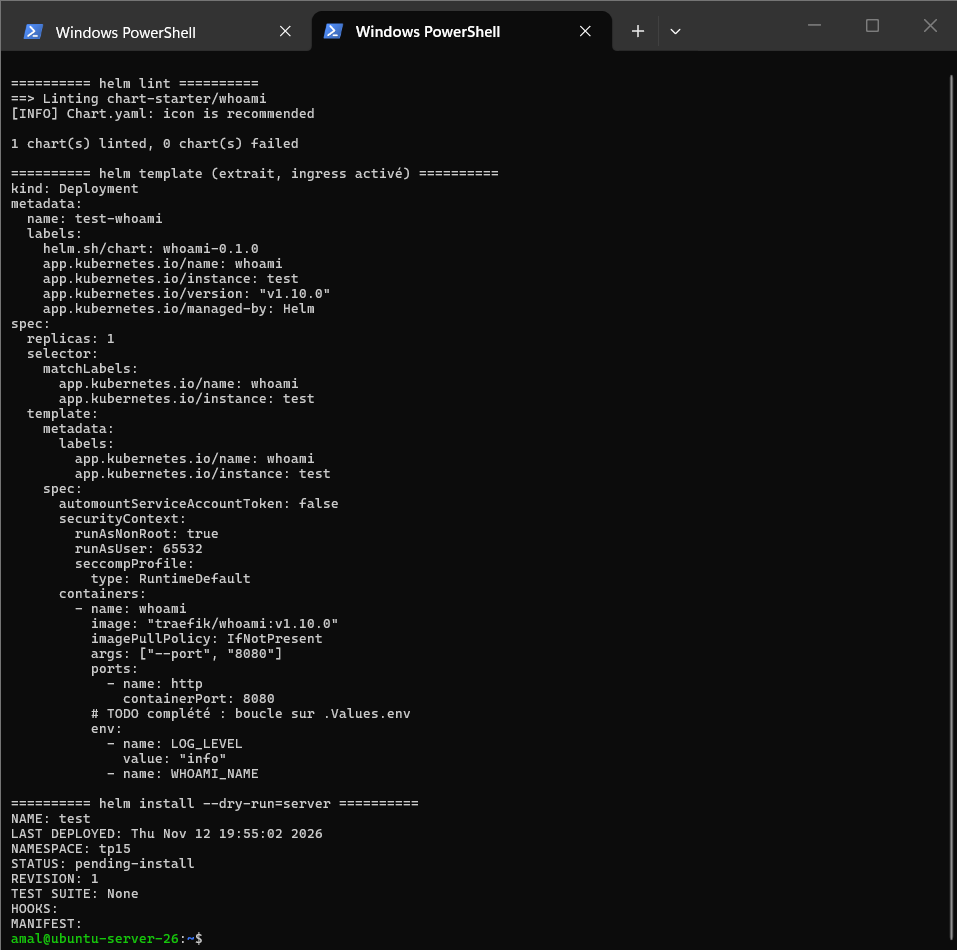 Windows PowerShell
Windows PowerShell
========== helm lint ==========
==> Linting chart-starter/whoami
[INFO] Chart.yaml: icon is recommended

1 chart(s) linted, 0 chart(s) failed

========== helm template (extrait, ingress activé) ==========
kind: Deployment
metadata:
  name: test-whoami
  labels:
    helm.sh/chart: whoami-0.1.0
    app.kubernetes.io/name: whoami
    app.kubernetes.io/instance: test
    app.kubernetes.io/version: "v1.10.0"
    app.kubernetes.io/managed-by: Helm
spec:
  replicas: 1
  selector:
    matchLabels:
      app.kubernetes.io/name: whoami
      app.kubernetes.io/instance: test
  template:
    metadata:
      labels:
        app.kubernetes.io/name: whoami
        app.kubernetes.io/instance: test
    spec:
      automountServiceAccountToken: false
      securityContext:
        runAsNonRoot: true
        runAsUser: 65532
        seccompProfile:
          type: RuntimeDefault
      containers:
        - name: whoami
          image: "traefik/whoami:v1.10.0"
          imagePullPolicy: IfNotPresent
          args: ["--port", "8080"]
          ports:
            - name: http
              containerPort: 8080
          # TODO complété : boucle sur .Values.env
          env:
            - name: LOG_LEVEL
              value: "info"
            - name: WHOAMI_NAME

========== helm install --dry-run=server ==========
NAME: test
LAST DEPLOYED: Thu Nov 12 19:55:02 2026
NAMESPACE: tp15
STATUS: pending-install
REVISION: 1
TEST SUITE: None
HOOKS:
MANIFEST:
amal@ubuntu-server-26:~$